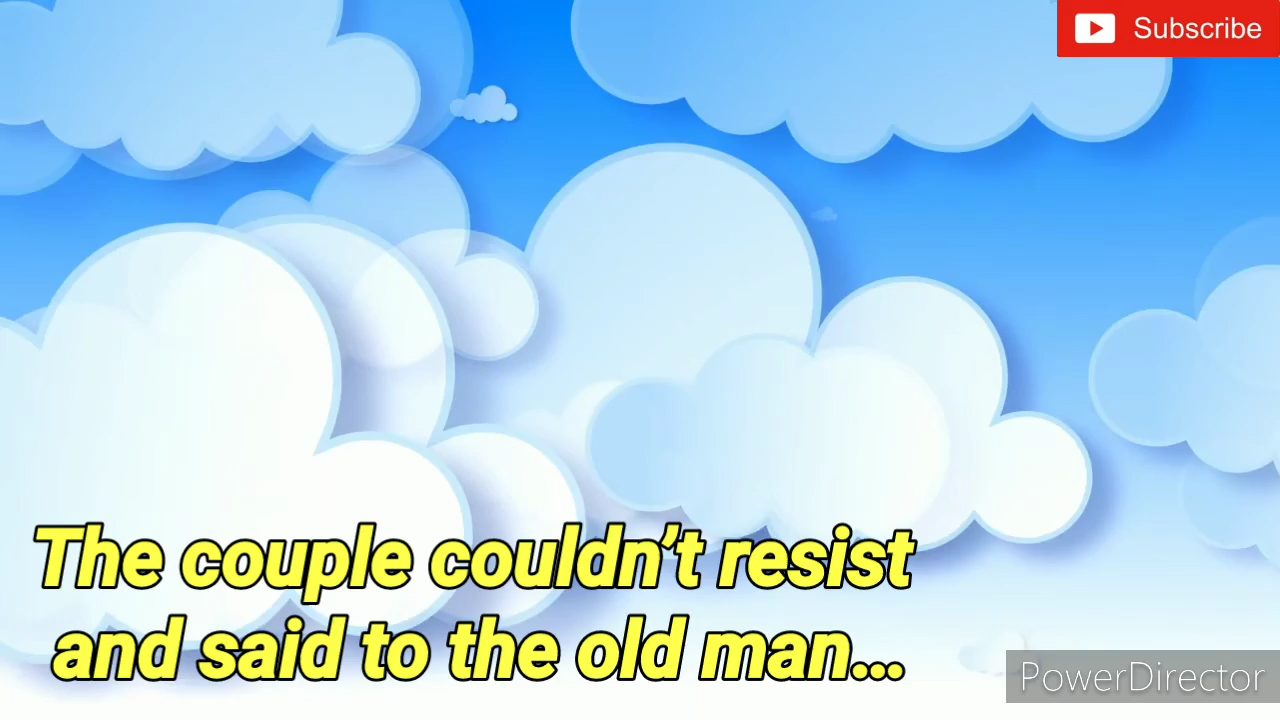 Subscribe
The couple couldn’t resist
and said to the old man...
PowerDirector